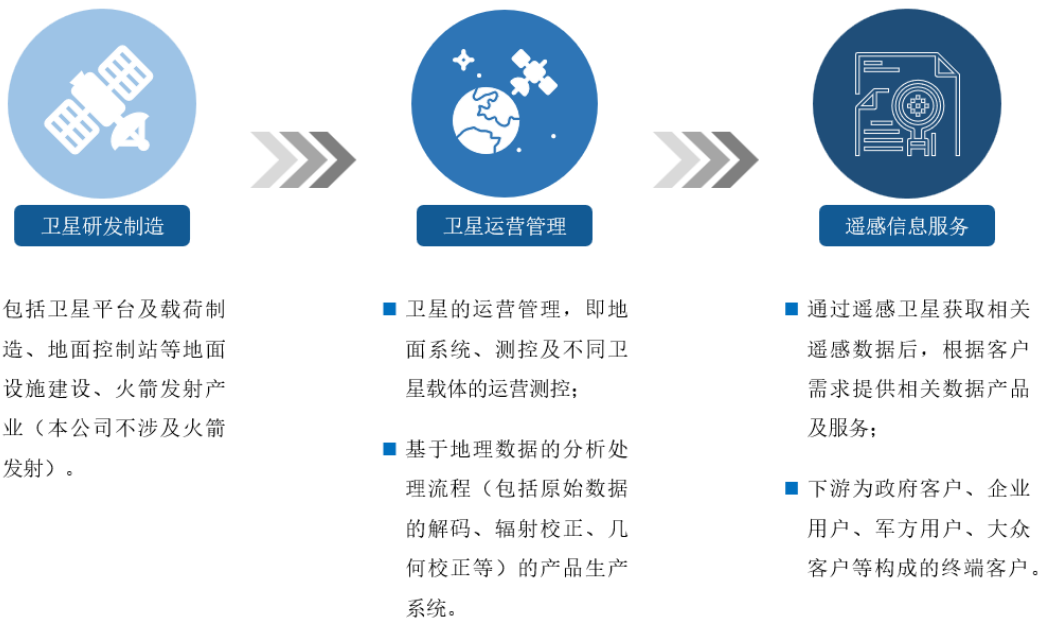 卫星研发制造
卫星运营管理
遥感信息服务
包括卫星平台及载荷制
造、地面控制站等地面
设施建设、火箭发射产
业（本公司不涉及火箭
发射）。
卫星的运营管理，即地
面系统、测控及不同卫
星载体的运营测控；
基于地理数据的分析处
理流程（包括原始数据
的解码、辐射校正、几
何校正等）的产品生产
系统。
通过遥感卫星获取相关
遥感数据后，根据客户
需求提供相关数据产品
及服务；
下游为政府客户、企业
用户、军方用户、大众
客户等构成的终端客户。